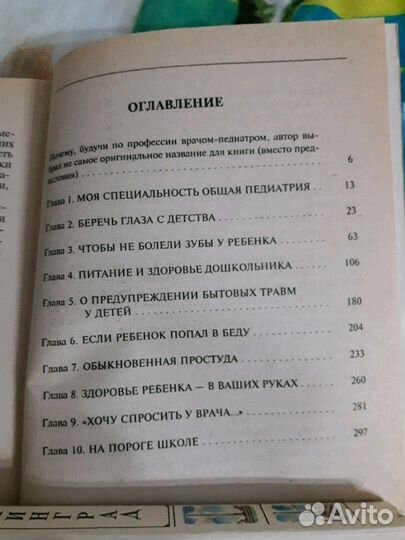 ОГЛАВЛЕНИЕ
Почему, будучи по профессии врачом-педиатром, автор вы-
брал не самое оригинальное название для книги (вместо пред-
исловия) . . . 6
Глава 1. МОЯ СПЕЦИАЛЬНОСТЬ ОБЩАЯ ПЕДИАТРИЯ . . . 13
Глава 2. БЕРЕЧЬ ГЛАЗА С ДЕТСТВА . . . 23
Глава 3. ЧТОБЫ НЕ БОЛЕЛИ ЗУБЫ У РЕБЕНКА . . . 63
Глава 4. ПИТАНИЕ И ЗДОРОВЬЕ ДОШКОЛЬНИКА . . . 106
Глава 5. О ПРЕДУПРЕЖДЕНИИ БЫТОВЫХ ТРАВМ
У ДЕТЕЙ . . . 180
Глава 6. ЕСЛИ РЕБЕНОК ПОПАЛ В БЕДУ . . . 204
Глава 7. ОБЫКНОВЕННАЯ ПРОСТУДА . . . 233
Глава 8. ЗДОРОВЬЕ РЕБЕНКА — В ВАШИХ РУКАХ . . . 260
Глава 9. «ХОЧУ СПРОСИТЬ У ВРАЧА...» . . . 281
Глава 10. НА ПОРОГЕ ШКОЛЕ . . . 297
ИНГРАД
Avito